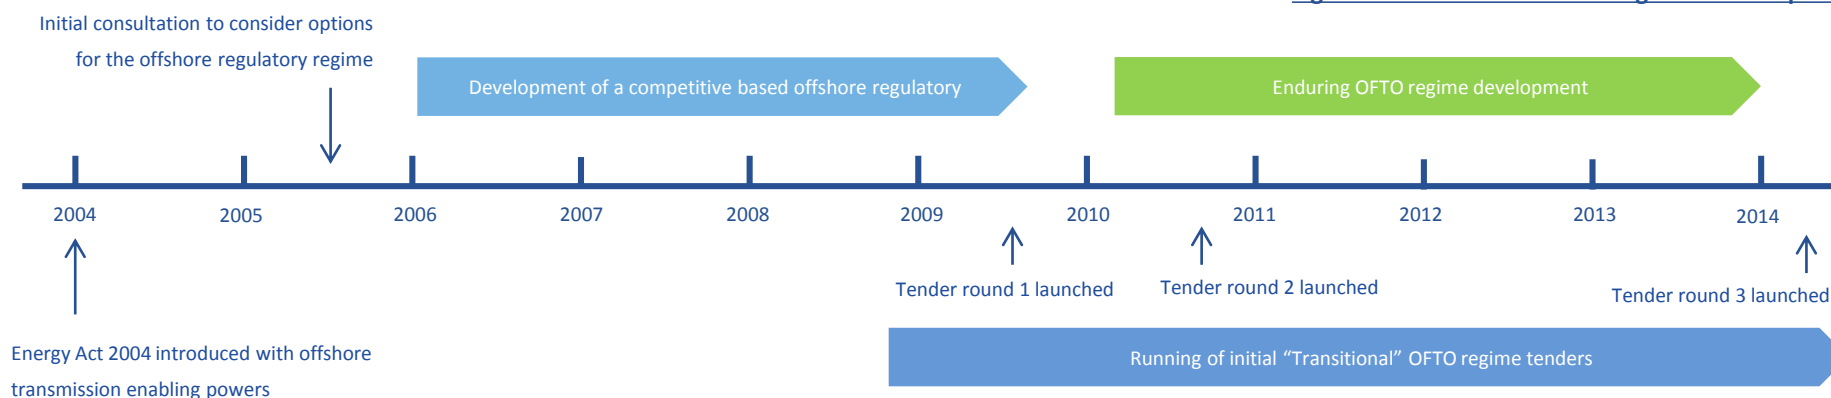 Initial consultation to consider options
for the offshore regulatory regime
Development of a competitive based offshore regulatory
Enduring OFTO regime development
2004
2005
2006
2007
2008
2009
2010
2011
2012
2013
2014
Tender round 1 launched
Tender round 2 launched
Tender round 3 launched
Energy Act 2004 introduced with offshore
transmission enabling powers
Running of initial “Transitional” OFTO regime tenders